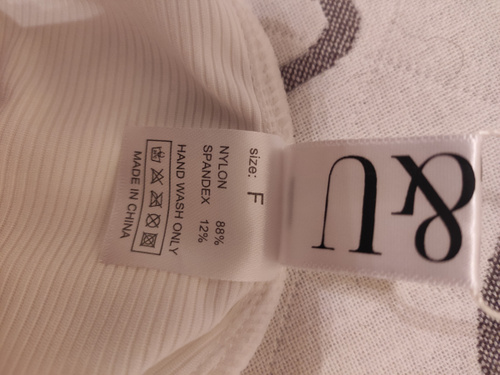 &U
size: F
NYLON 88%
SPANDEX 12%
HAND WASH ONLY
MADE IN CHINA